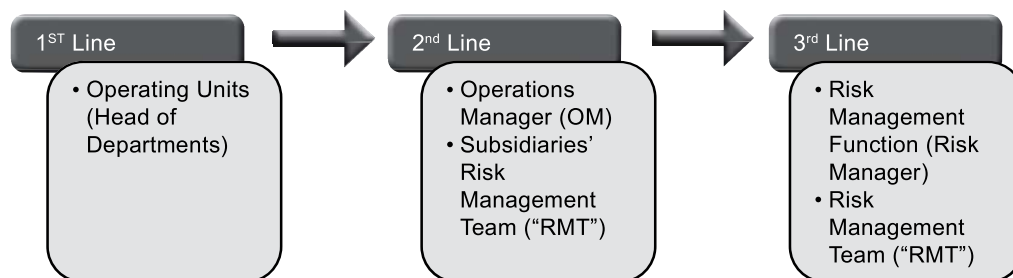 1ST Line
• Operating Units
(Head of
Departments)
2nd Line
• Operations
Manager (OM)
• Subsidiaries’
Risk
Management
Team (“RMT”)
3rd Line
• Risk
Management
Function (Risk
Manager)
• Risk
Management
Team (“RMT”)